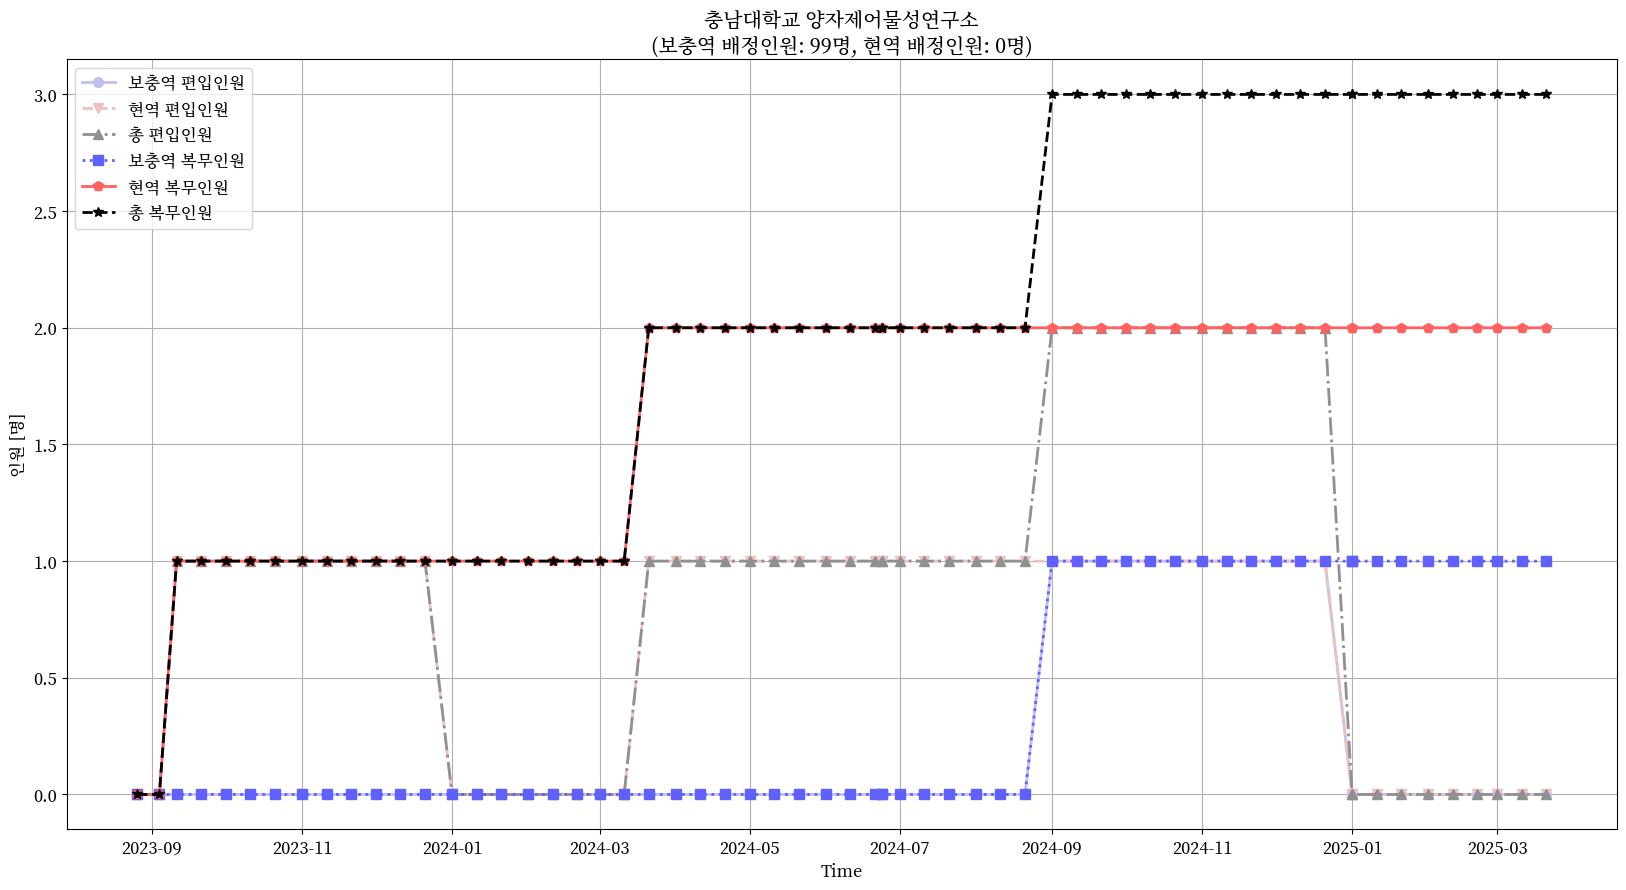 충남대학교 양자제어물성연구소
(보충역 배정인원: 99명, 현역 배정인원: 0명)
보충역 편입인원
현역 편입인원
총 편입인원
보충역 복무인원
현역 복무인원
총 복무인원
3.0
2.5
2.0
1.5
1.0
0.5
0.0
인원 [명]
2023-09
2023-11
2024-01
2024-03
2024-05
2024-07
2024-09
2024-11
2025-01
2025-03
Time